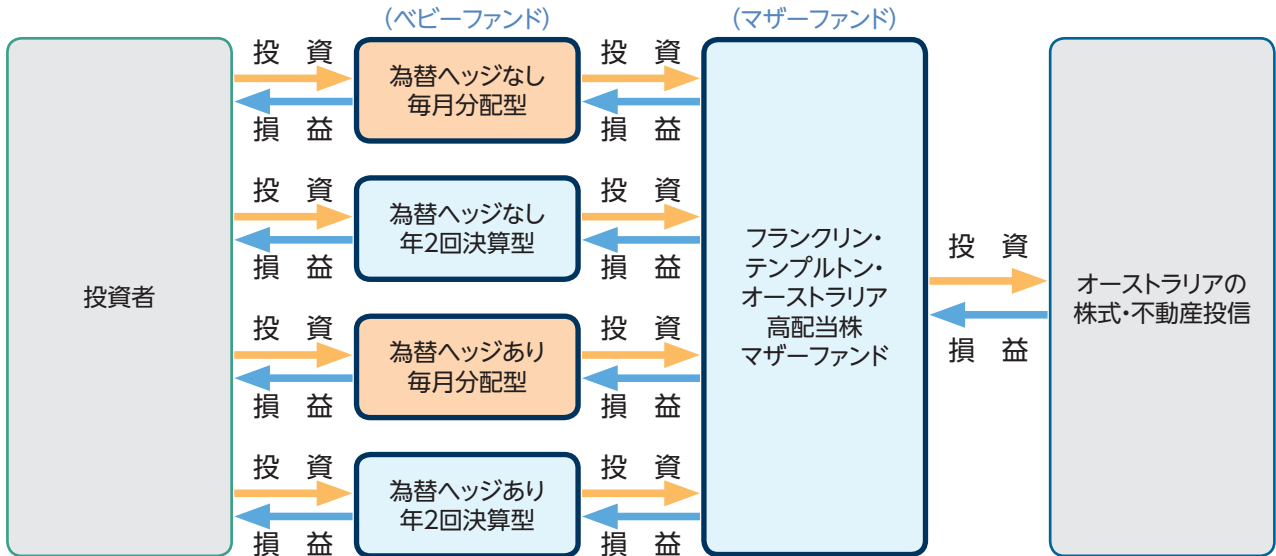 (ベビーファンド)
(マザーファンド)
投資者
投 資
損 益
為替ヘッジなし
毎月分配型
投 資
損 益
投 資
損 益
為替ヘッジなし
年2回決算型
投 資
損 益
投 資
損 益
為替ヘッジあり
毎月分配型
投 資
損 益
投 資
損 益
為替ヘッジあり
年2回決算型
投 資
損 益
フランクリン・
テンプルトン・
オーストラリア
高配当株
マザーファンド
投 資
損 益
オーストラリアの
株式・不動産投信